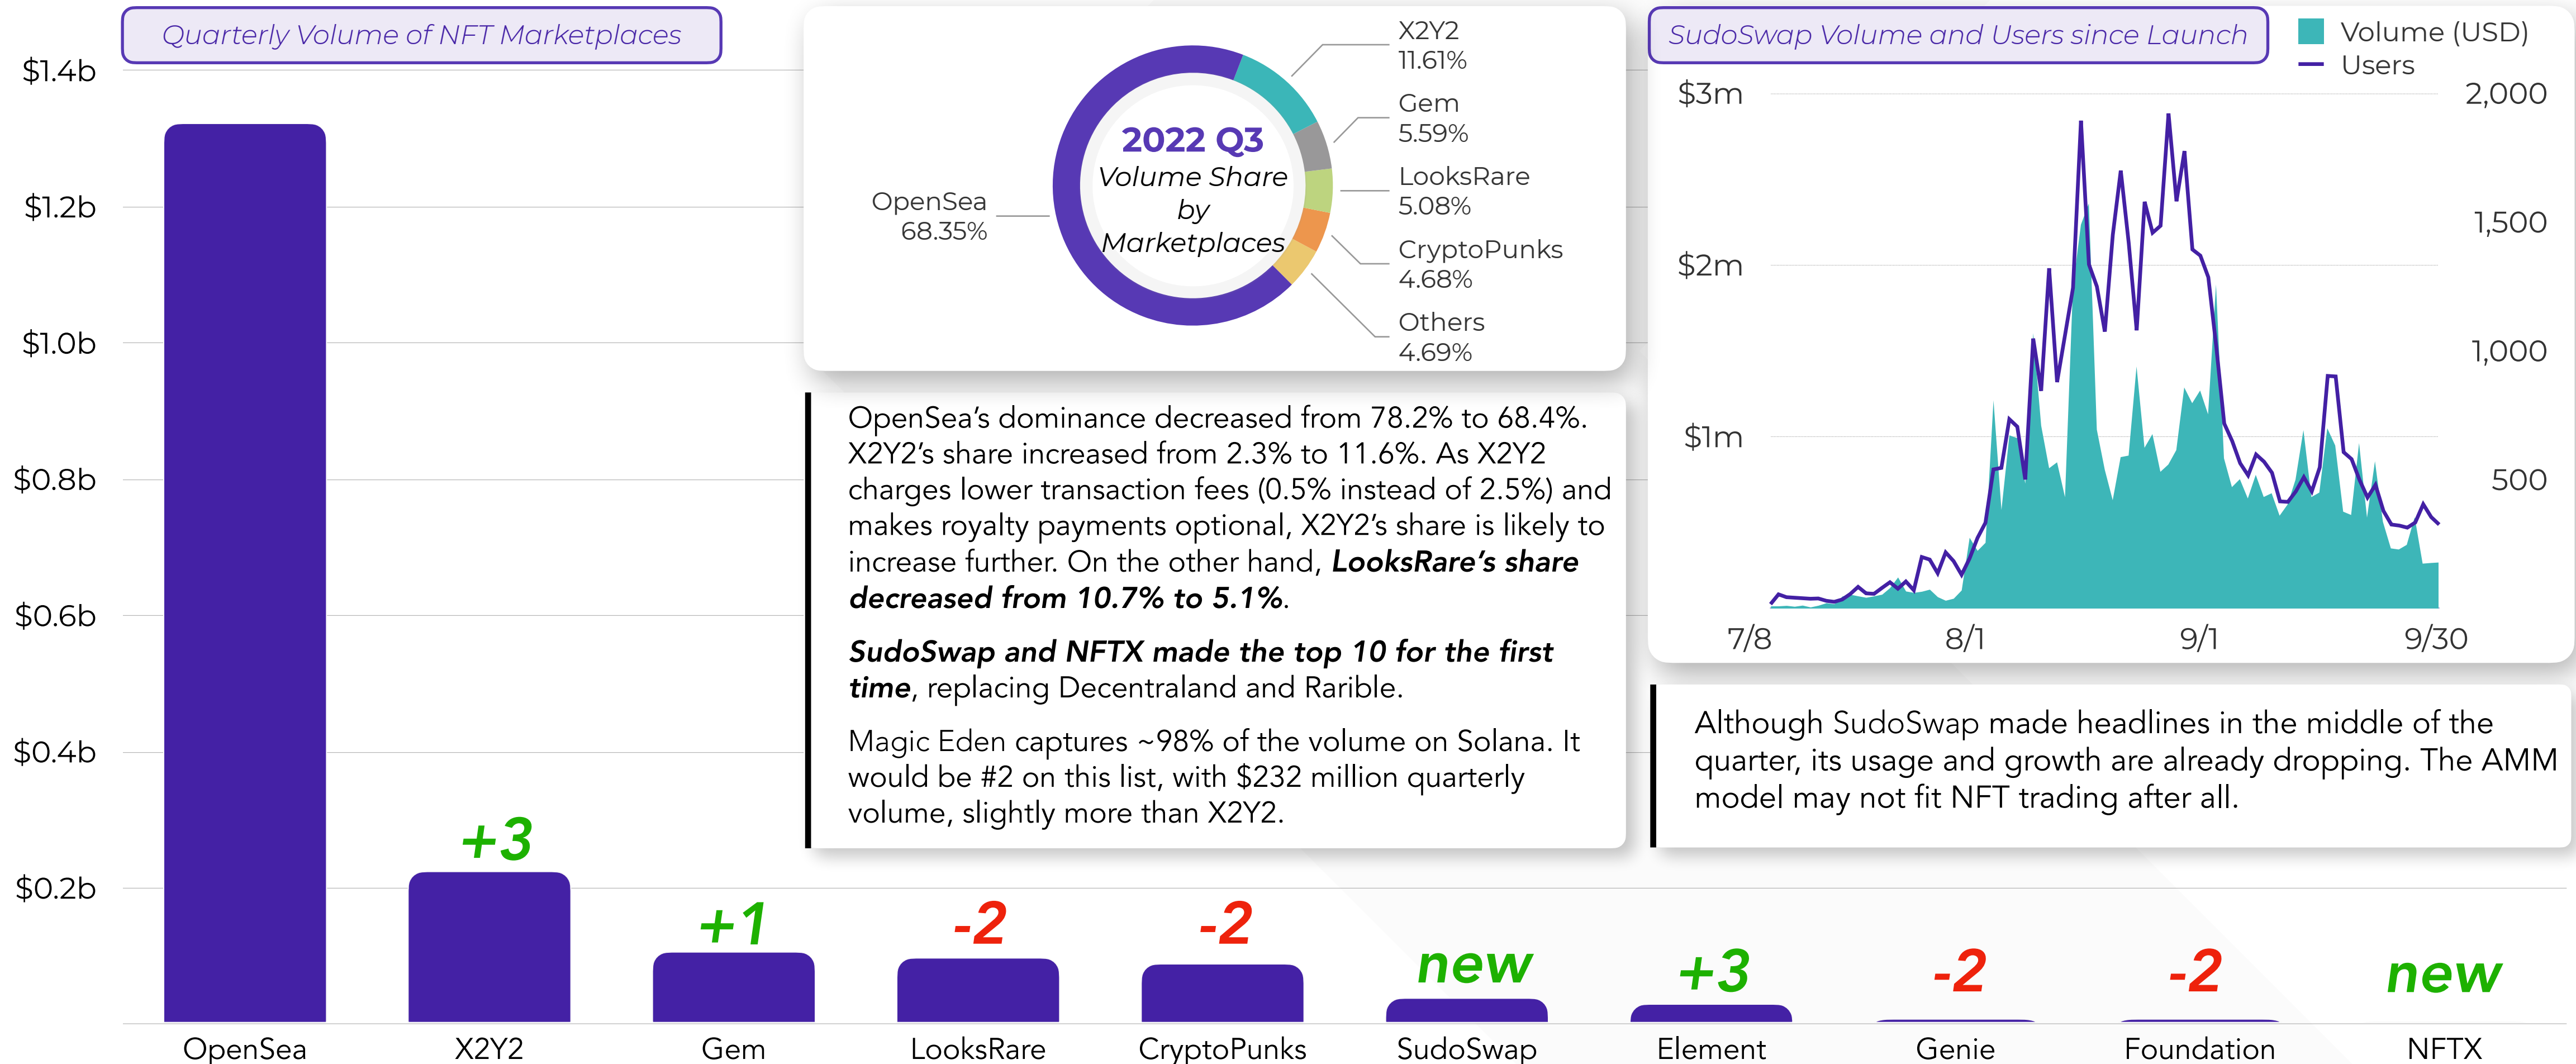 Quarterly Volume of NFT Marketplaces
$1.4b
$1.2b
$1.0b
$0.8b
$0.6b
$0.4b
$0.2b
+3
+1
-2
-2
new
+3
-2
-2
new
OpenSea
X2Y2
Gem
LooksRare
CryptoPunks
SudoSwap
Element
Genie
Foundation
NFTX
2022 Q3
Volume Share
by
Marketplaces
OpenSea
68.35%
X2Y2
11.61%
Gem
5.59%
LooksRare
5.08%
CryptoPunks
4.68%
Others
4.69%
OpenSea’s dominance decreased from 78.2% to 68.4%.
X2Y2’s share increased from 2.3% to 11.6%. As X2Y2
charges lower transaction fees (0.5% instead of 2.5%) and
makes royalty payments optional, X2Y2’s share is likely to
increase further. On the other hand, LooksRare’s share
decreased from 10.7% to 5.1%.
SudoSwap and NFTX made the top 10 for the first
time, replacing Decentraland and Rarible.
Magic Eden captures ~98% of the volume on Solana. It
would be #2 on this list, with $232 million quarterly
volume, slightly more than X2Y2.
SudoSwap Volume and Users since Launch
Volume (USD)
Users
$3m
$2m
$1m
2,000
1,500
1,000
500
7/8
8/1
9/1
9/30
Although SudoSwap made headlines in the middle of the
quarter, its usage and growth are already dropping. The AMM
model may not fit NFT trading after all.